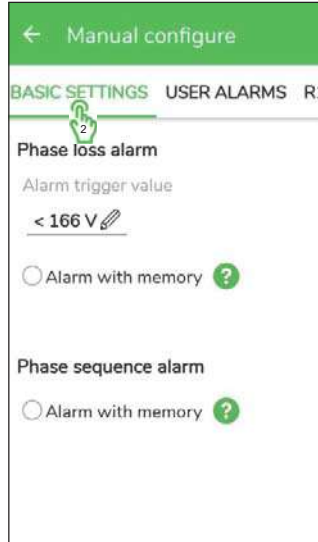 ← Manual configure
BASIC SETTINGS USER ALARMS R
2
Phase loss alarm
Alarm trigger value
< 166 V
Alarm with memory ?
Phase sequence alarm
Alarm with memory ?